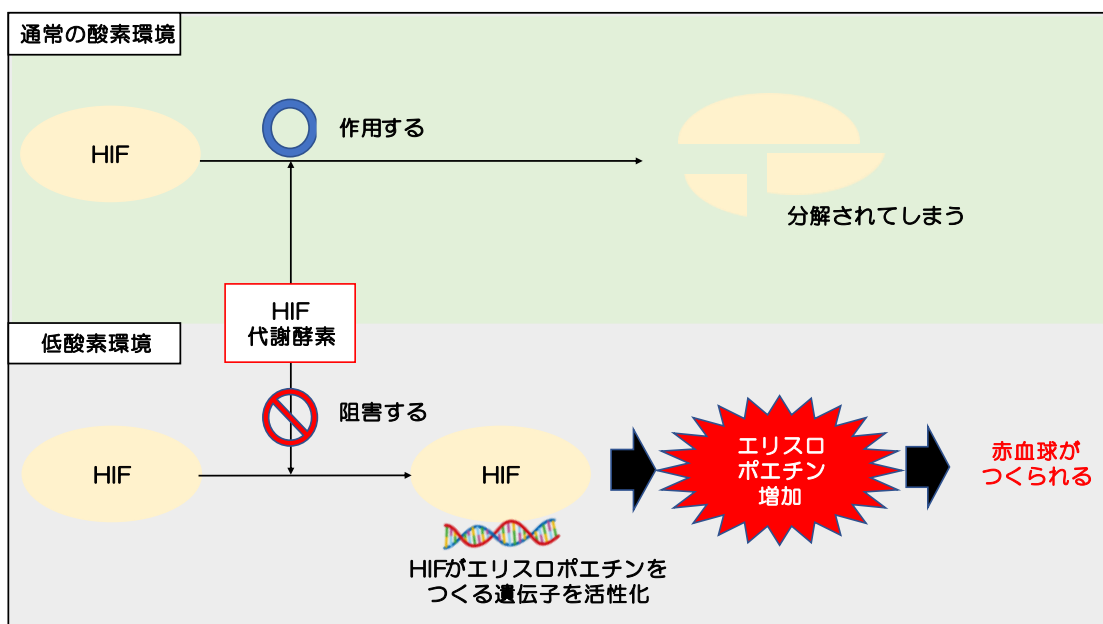 通常の酸素環境
HIF
作用する
分解されてしまう
HIF
代謝酵素
低酸素環境
阻害する
HIF
HIF
エリスロ
ポエチン
増加
赤血球が
つくられる
HIFがエリスロポエチンを
つくる遺伝子を活性化